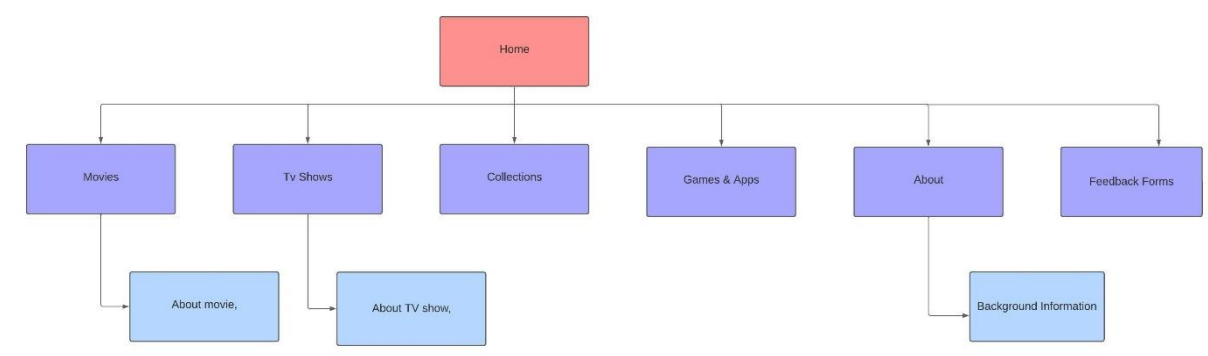 Home
Movies
Tv Shows
Collections
Games & Apps
About
Feedback Forms
About movie,
About TV show,
Background Information